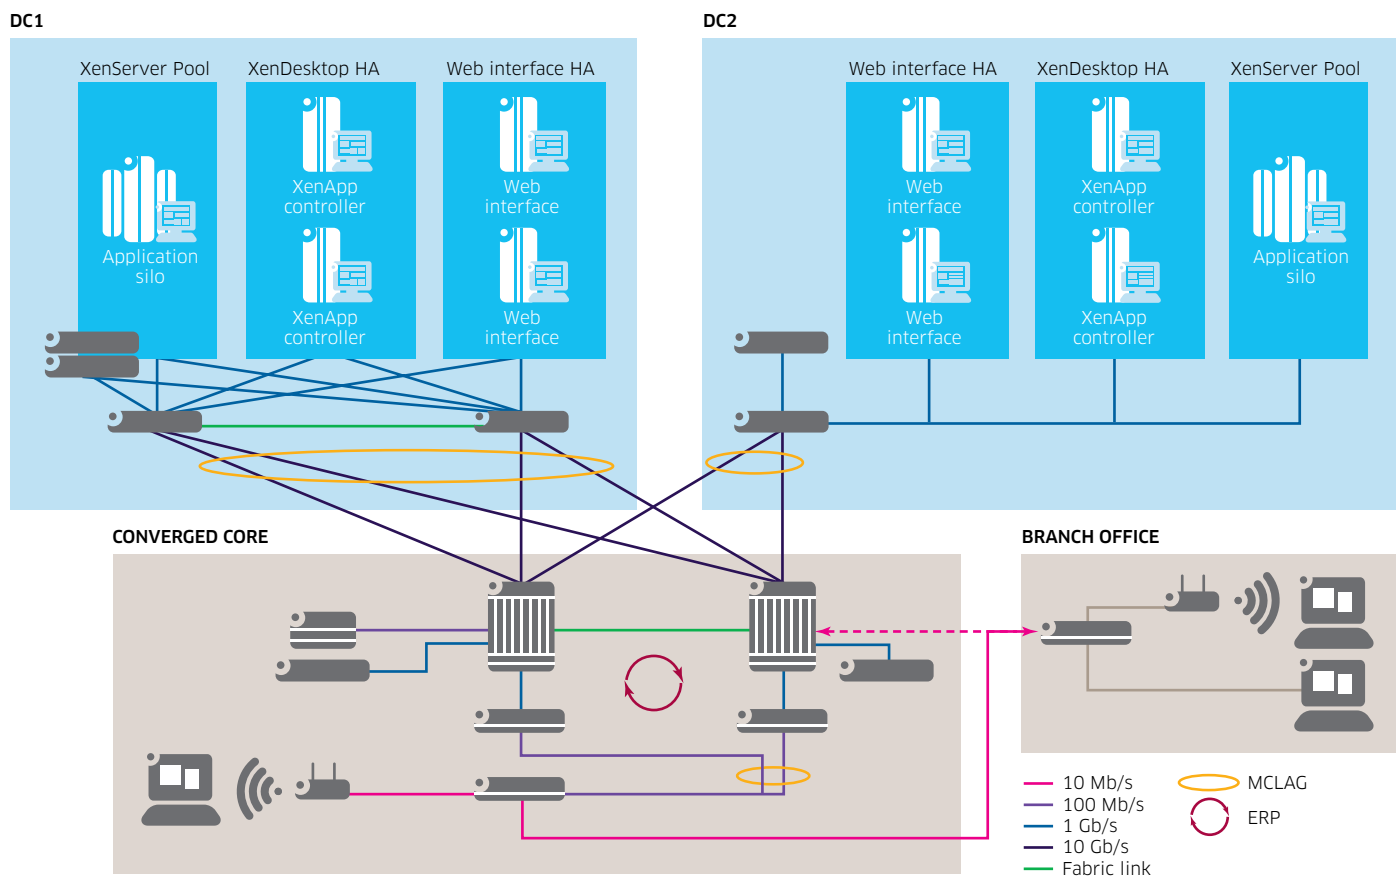 DC1
XenServer Pool
XenDesktop HA
Web interface HA
XenApp
controller
Web
interface
Application
silo
XenApp
controller
Web
interface
DC2
Web interface HA
XenDesktop HA
XenServer Pool
Web
interface
XenApp
controller
Application
silo
Web
interface
XenApp
controller
CONVERGED CORE
BRANCH OFFICE
10 Mb/s
100 Mb/s
1 Gb/s
10 Gb/s
Fabric link
MCLAG
ERP